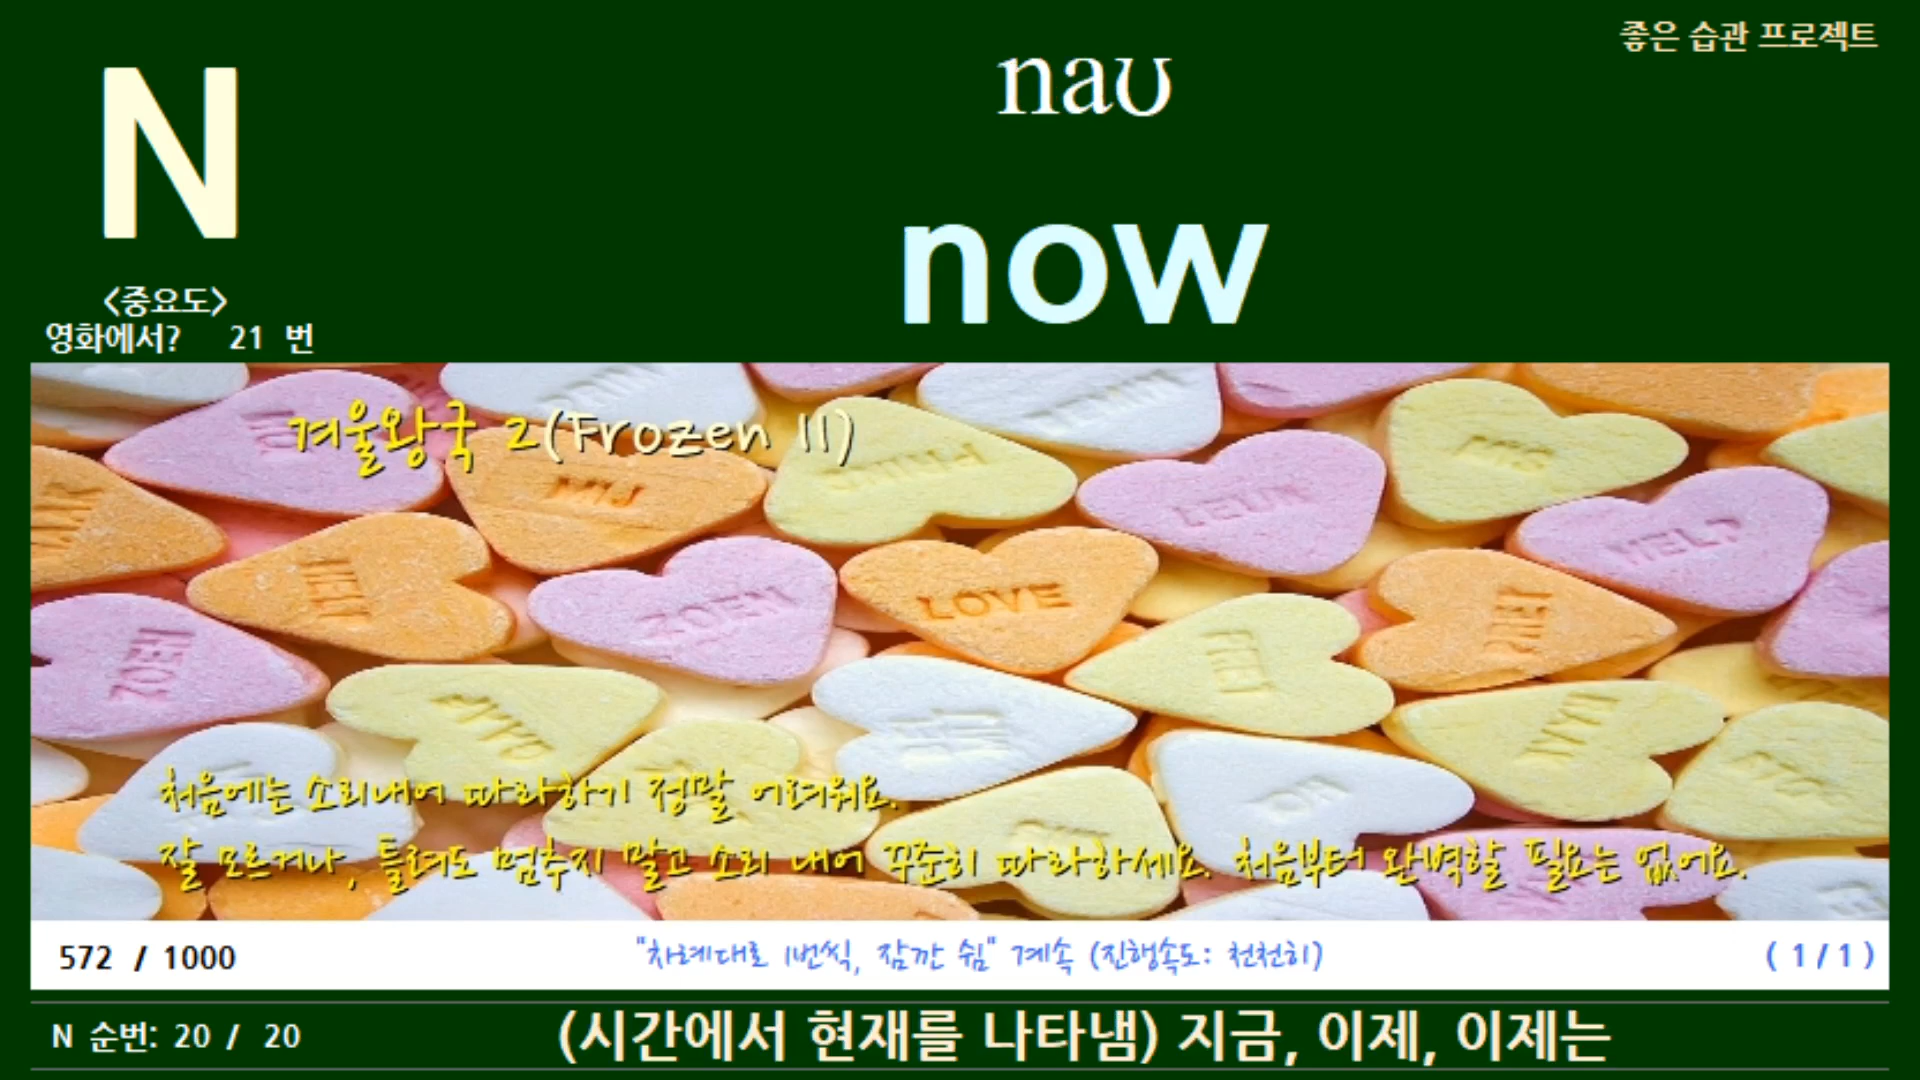 좋은 습관 프로젝트
N
naʊ
now
<중요도>
영화에서? 21 번
겨울왕국 2(Frozen II)
MIJ
LEUK
HELP
ZOEN
LOVE
처음에는 소리내어 따라하기 정말 어려워요.
잘 모르거나, 틀려도 멈추지 말고 소리 내어 꾸준히 따라하세요. 처음부터 완벽할 필요는 없어요.
572 / 1000
"차례대로 1번씩, 잠깐 쉼" 계속 (진행속도: 천천히)
( 1 / 1 )
N 순번: 20 / 20
(시간에서 현재를 나타냄) 지금, 이제, 이제는